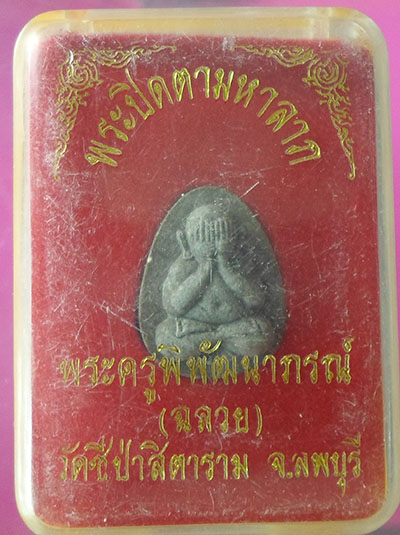 พระปิดตามหาลาภ
พระครูพิพัฒนาภรณ์
(ฉลวย)
วัดชีป่าสิตาราม จ.ลพบุรี